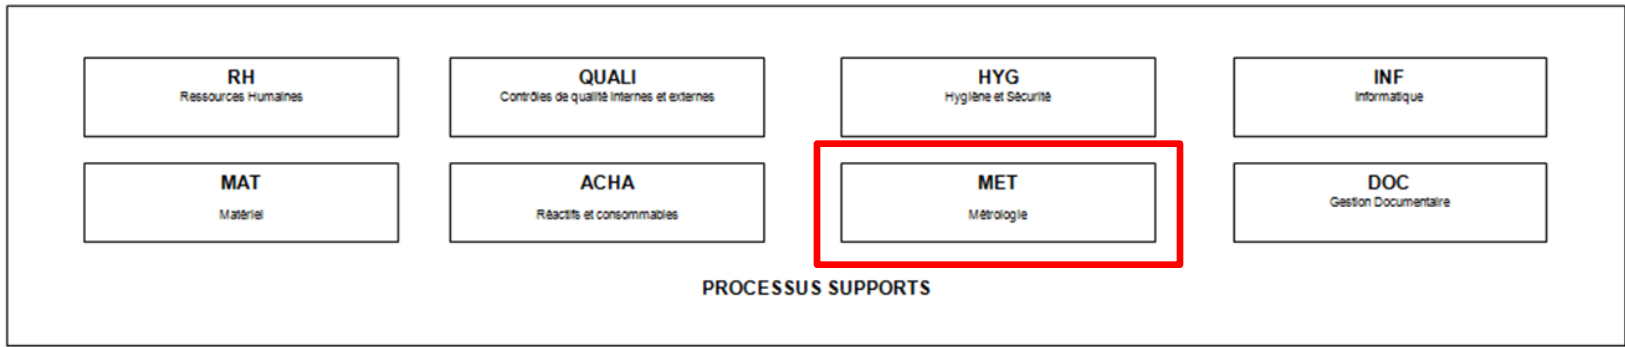 RH
Ressources Humaines
QUALI
Contrôles de qualité internes et externes
HYG
Hygiène et Sécurité
INF
Informatique
MAT
Matériel
ACHA
Réactifs et consommables
MET
Métrologie
DOC
Gestion Documentaire
PROCESSUS SUPPORTS